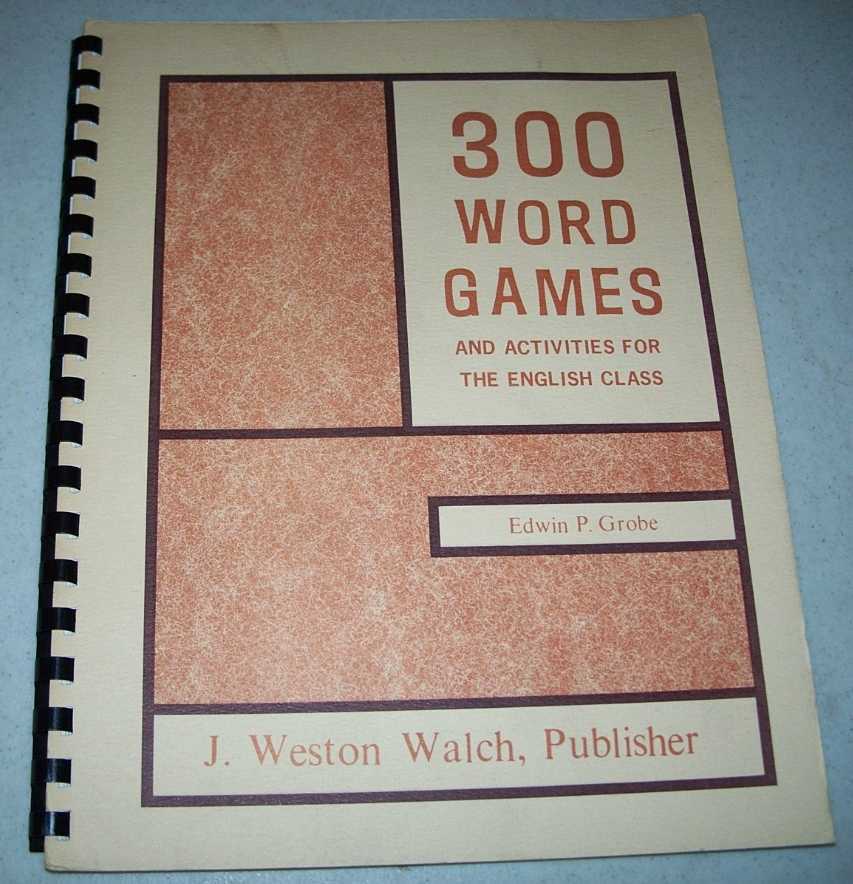 300
WORD
GAMES
AND ACTIVITIES FOR
THE ENGLISH CLASS
Edwin P. Grobe
J. Weston Walch, Publisher